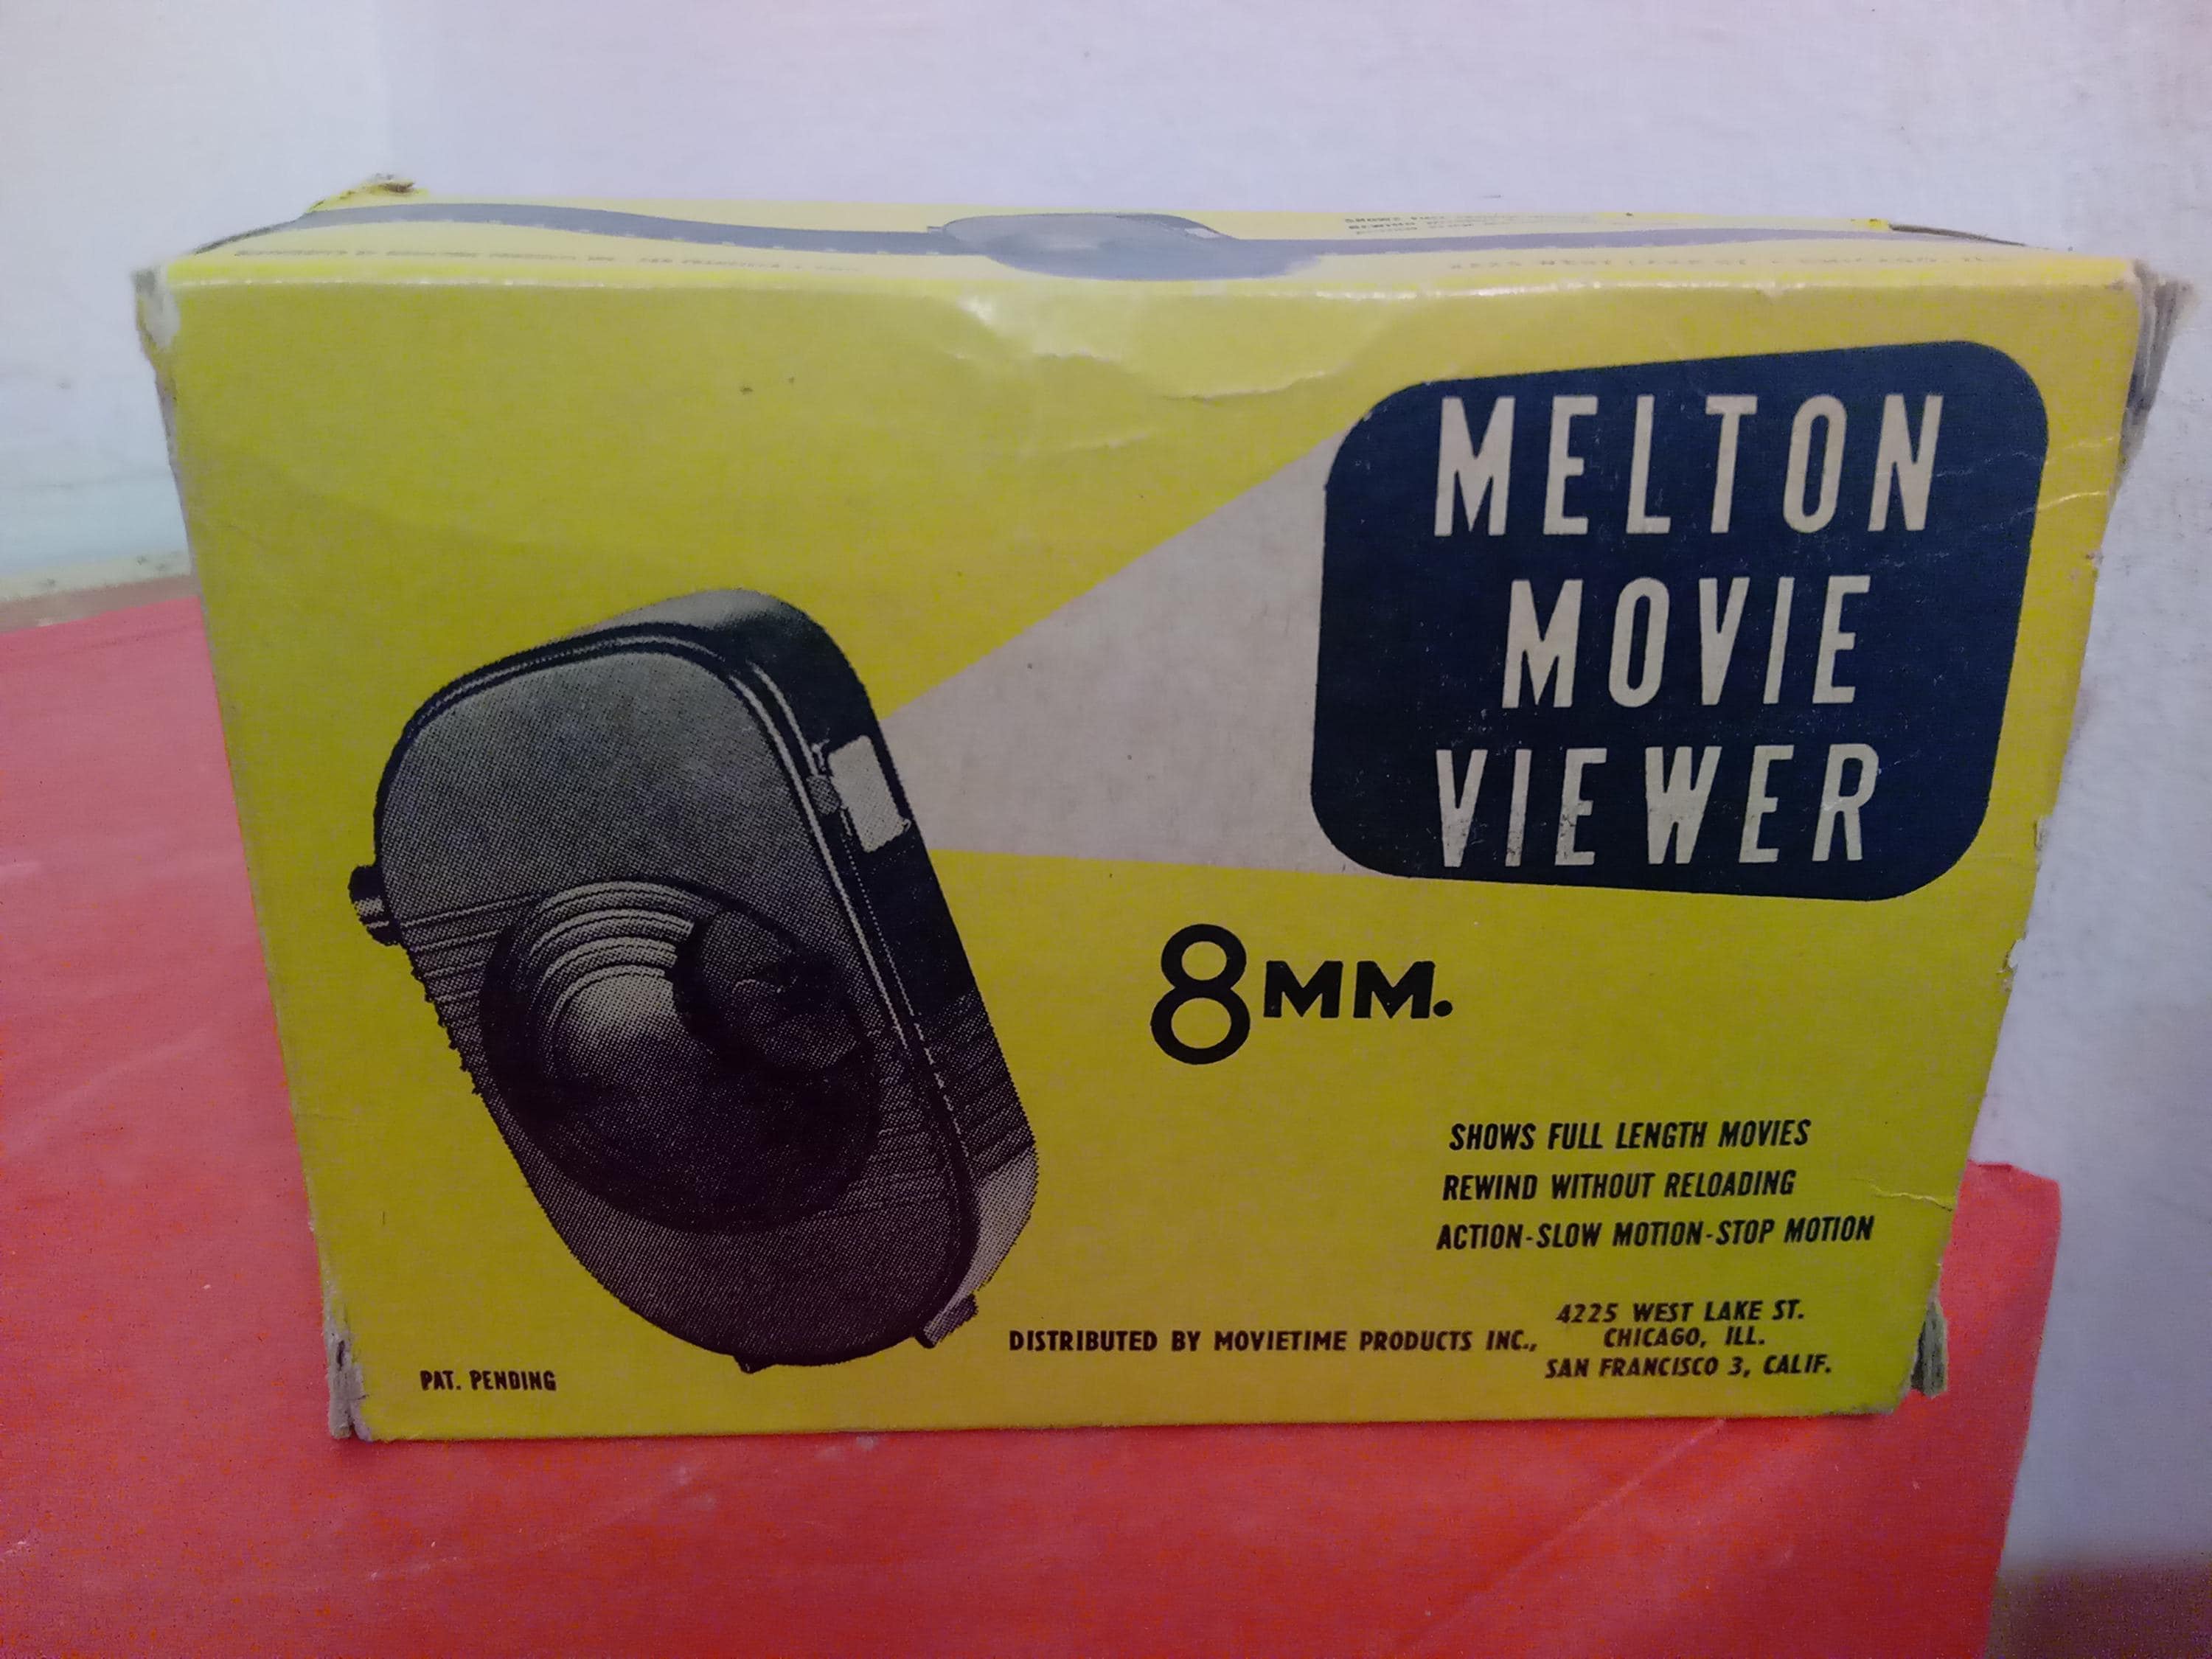 MELTON
MOVIE
VIEWER
8MM.
SHOWS FULL LENGTH MOVIES
REWIND WITHOUT RELOADING
ACTION-SLOW MOTION-STOP MOTION
DISTRIBUTED BY MOVIETIME PRODUCTS INC.,
4225 WEST LAKE ST.
CHICAGO, ILL.
SAN FRANCISCO 3, CALIF.
PAT. PENDING